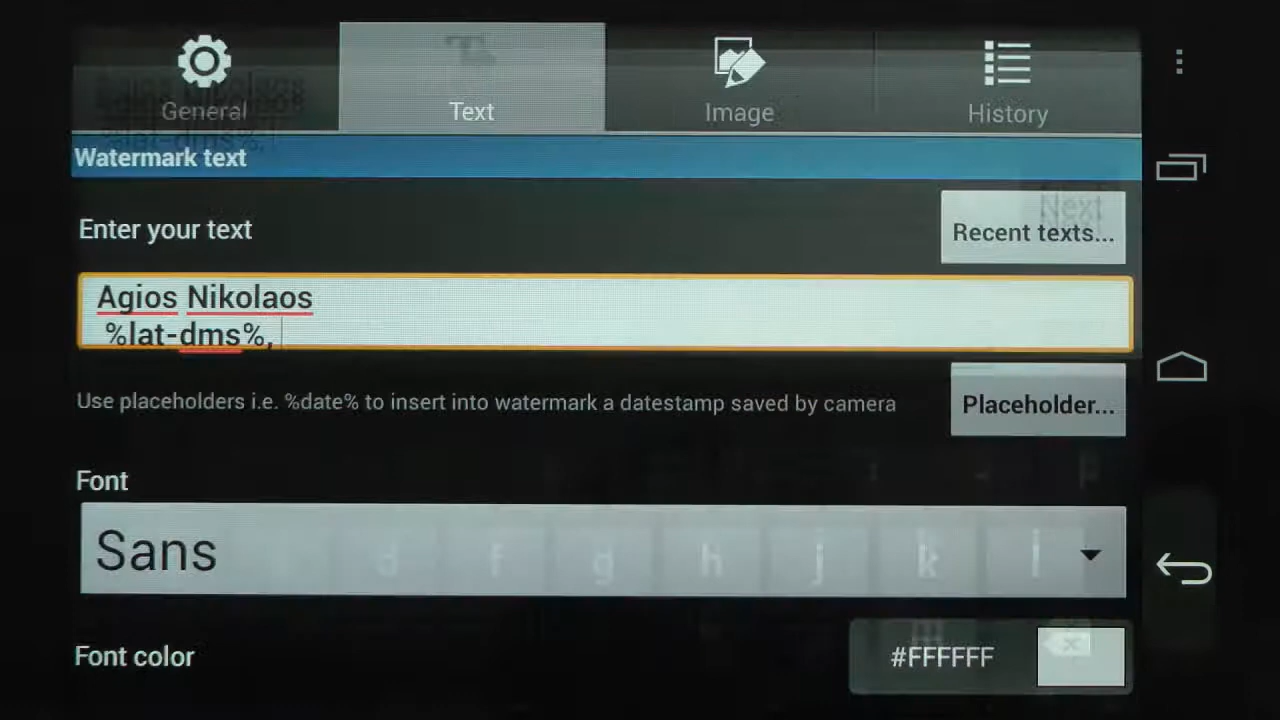 General
Text
Image
History
Watermark text
Enter your text
Recent texts...
Next
Agios Nikolaos
%lat-dms%,
Use placeholders i.e. %date% to insert into watermark a datestamp saved by camera
Placeholder...
Font
Sans
d f g h j k l
Font color
#FFFFFF